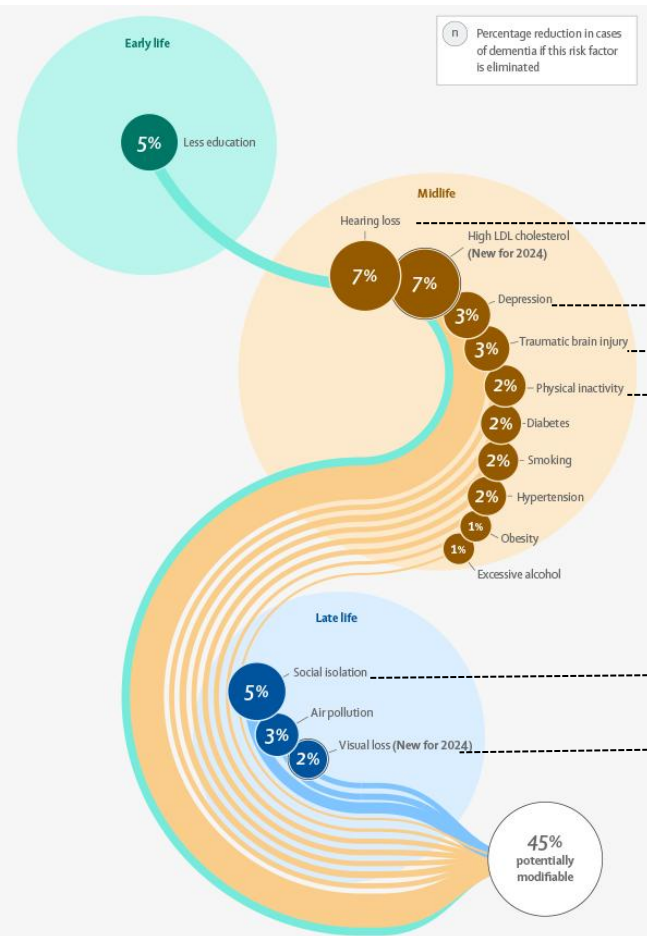 Early life
n Percentage reduction in cases
of dementia if this risk factor
is eliminated
5% Less education
Midlife
Hearing loss
7%
High LDL cholesterol
(New for 2024)
7%
Depression
3%
Traumatic brain injury
3%
Physical inactivity
2%
Diabetes
2%
Smoking
2%
Hypertension
2%
Obesity
1%
Excessive alcohol
1%
Late life
Social isolation
5%
Air pollution
3%
Visual loss (New for 2024)
2%
45%
potentially
modifiable